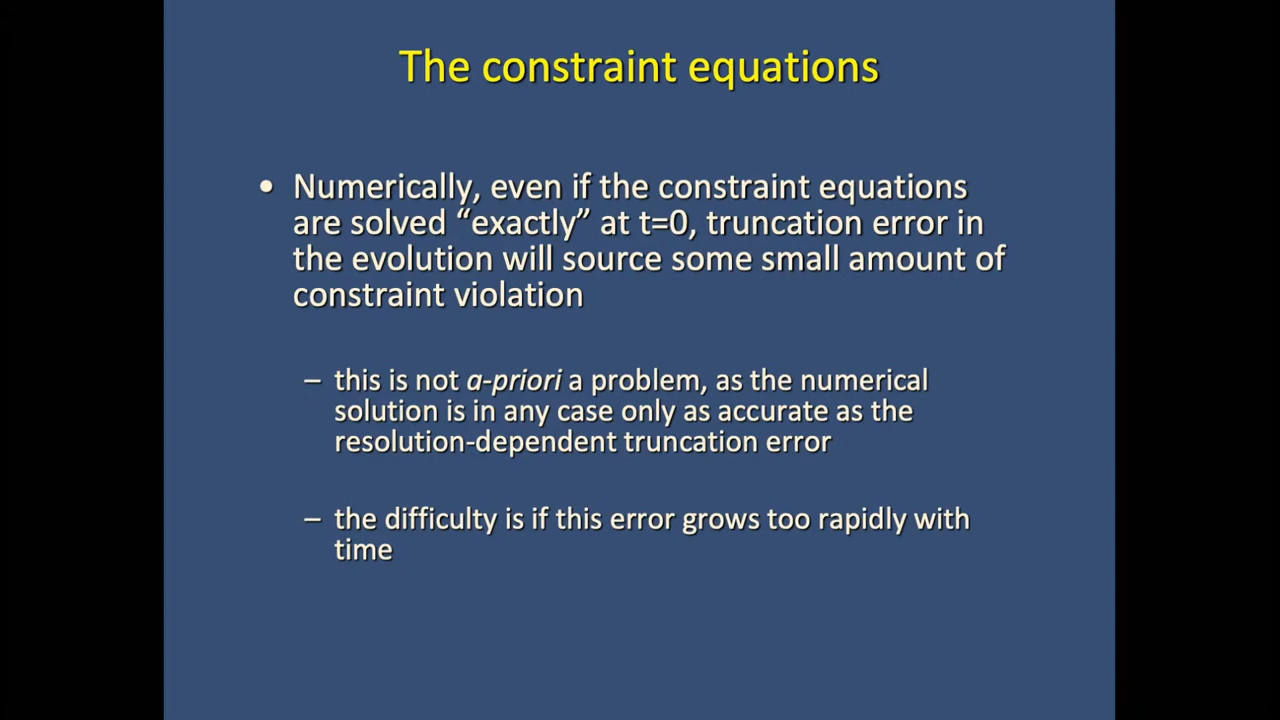 The constraint equations
• Numerically, even if the constraint equations
are solved “exactly” at t=0, truncation error in
the evolution will source some small amount of
constraint violation
– this is not a-priori a problem, as the numerical
solution is in any case only as accurate as the
resolution-dependent truncation error
– the difficulty is if this error grows too rapidly with
time